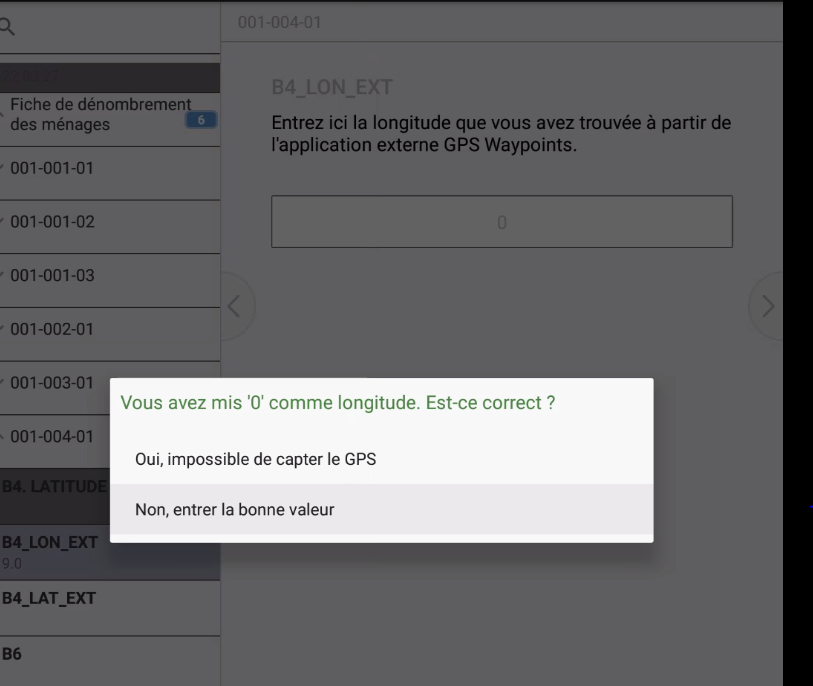 001-004-01
Fiche de dénombrement
des ménages
6
001-001-01
001-001-02
001-001-03
001-002-01
001-003-01
001-004-01
B4. LATITUDE
B4_LON_EXT
9.0
B4_LAT_EXT
B6
B4_LON_EXT
Entrez ici la longitude que vous avez trouvée à partir de
l'application externe GPS Waypoints.
0
Vous avez mis '0' comme longitude. Est-ce correct ?
Oui, impossible de capter le GPS
Non, entrer la bonne valeur